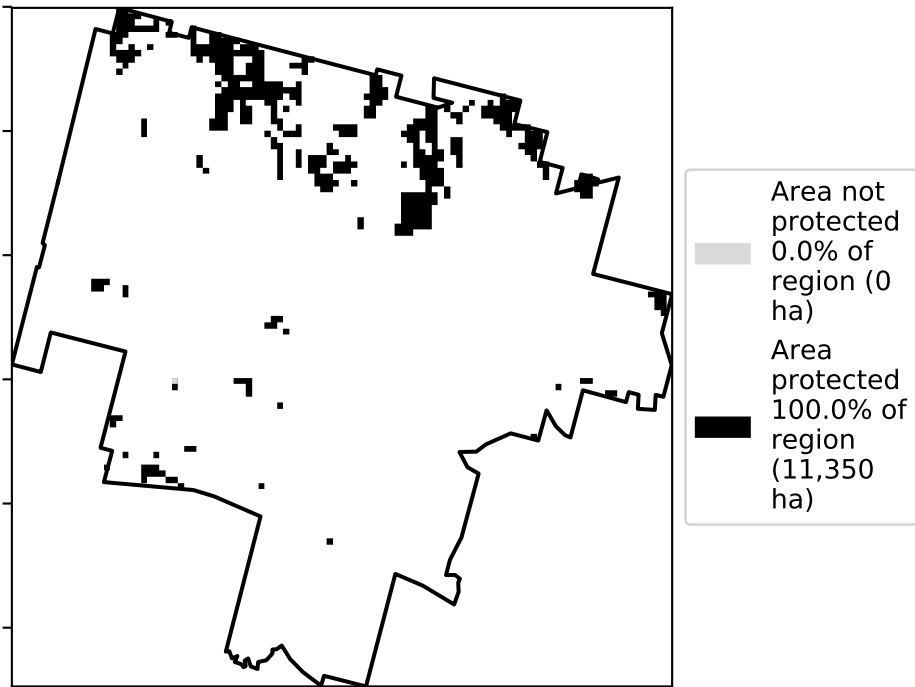 Area not
protected
0.0% of
region (0
ha)
Area
protected
100.0% of
region
(11,350
ha)